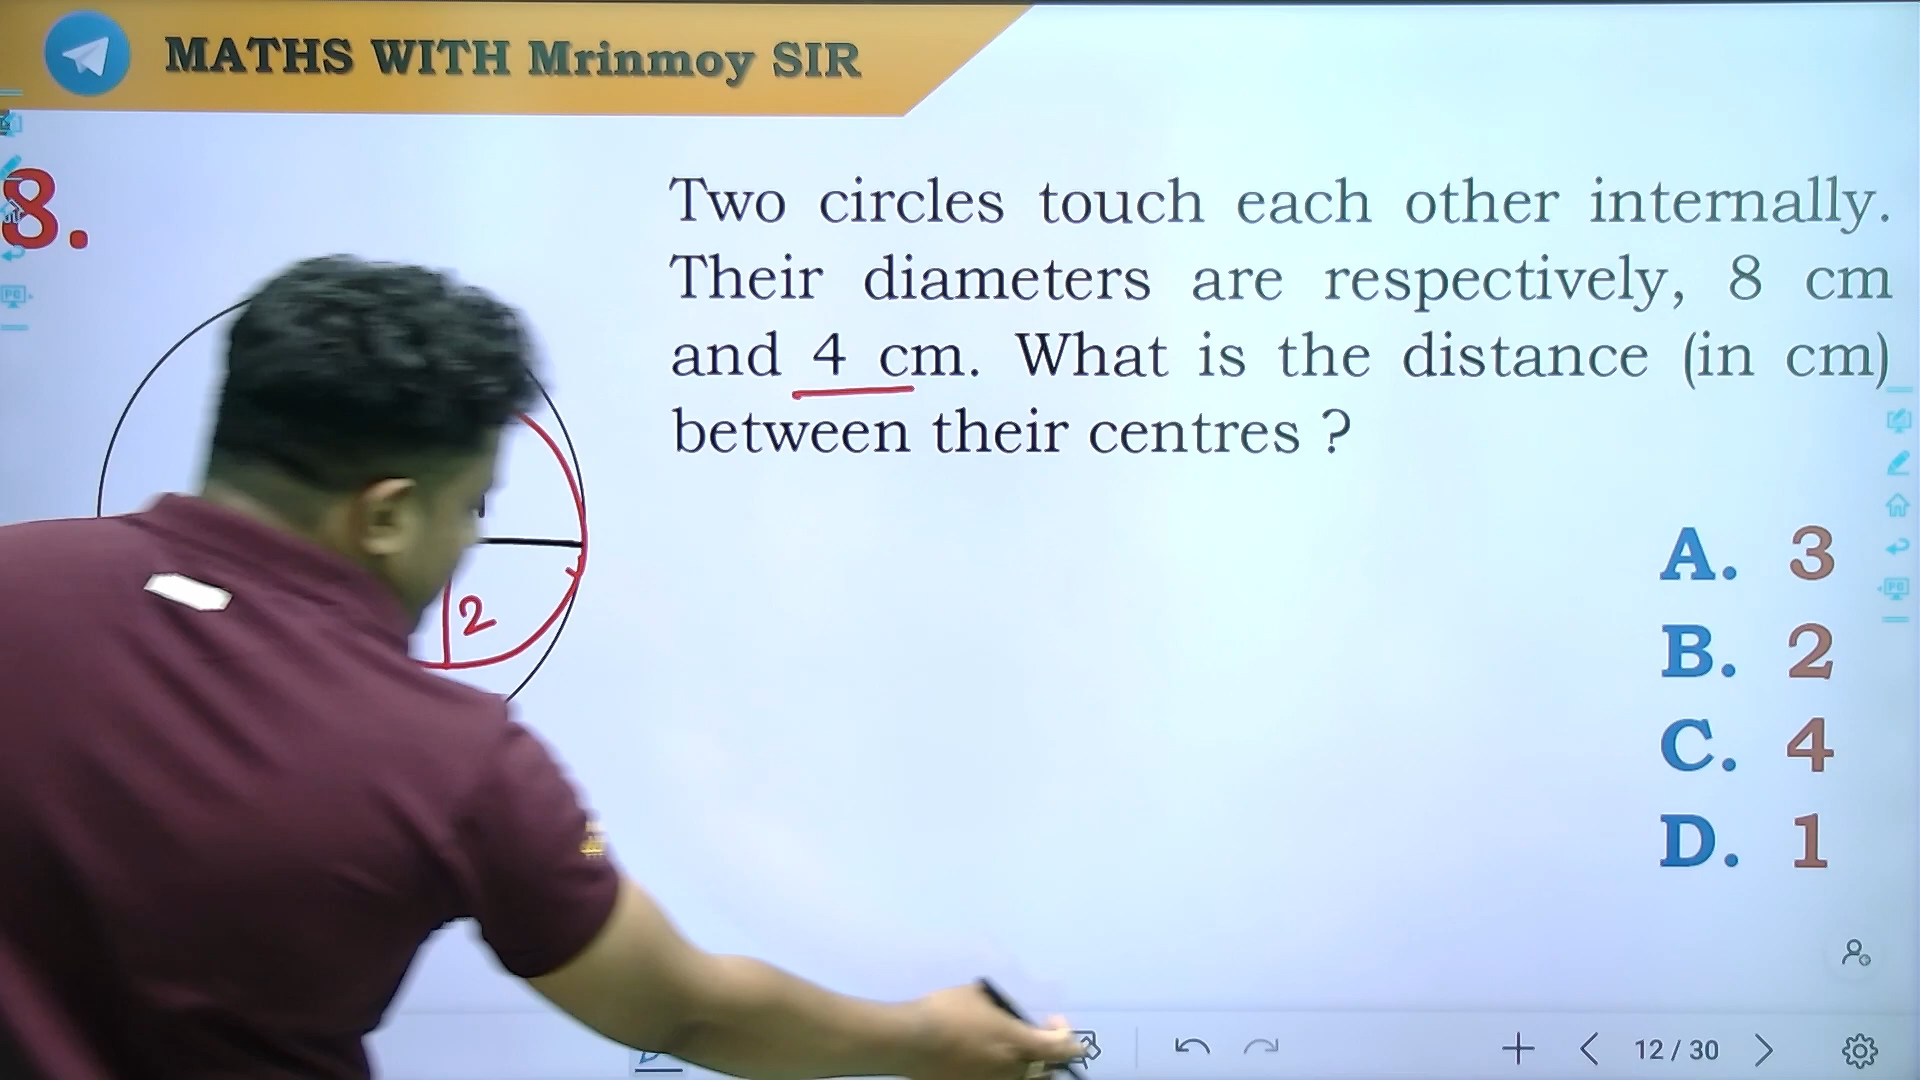 MATHS WITH Mrinmoy SIR
8.
Two circles touch each other internally.
Their diameters are respectively, 8 cm
and 4 cm. What is the distance (in cm)
between their centres ?
2
A. 3
B. 2
C. 4
D. 1
12 / 30